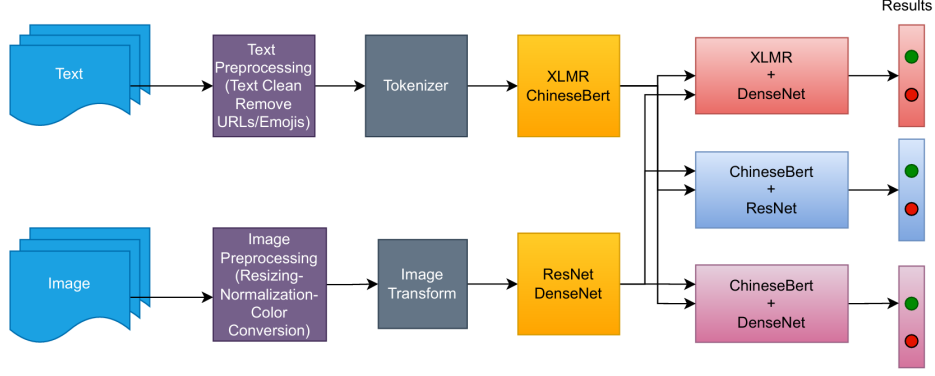 Results
Text
Text
Preprocessing
(Text Clean
Remove
URLs/Emojis)
Tokenizer
XLMR
ChineseBert
XLMR
+
DenseNet
ChineseBert
+
ResNet
Image
Image
Preprocessing
(Resizing-
Normalization-
Color
Conversion)
Image
Transform
ResNet
DenseNet
ChineseBert
+
DenseNet